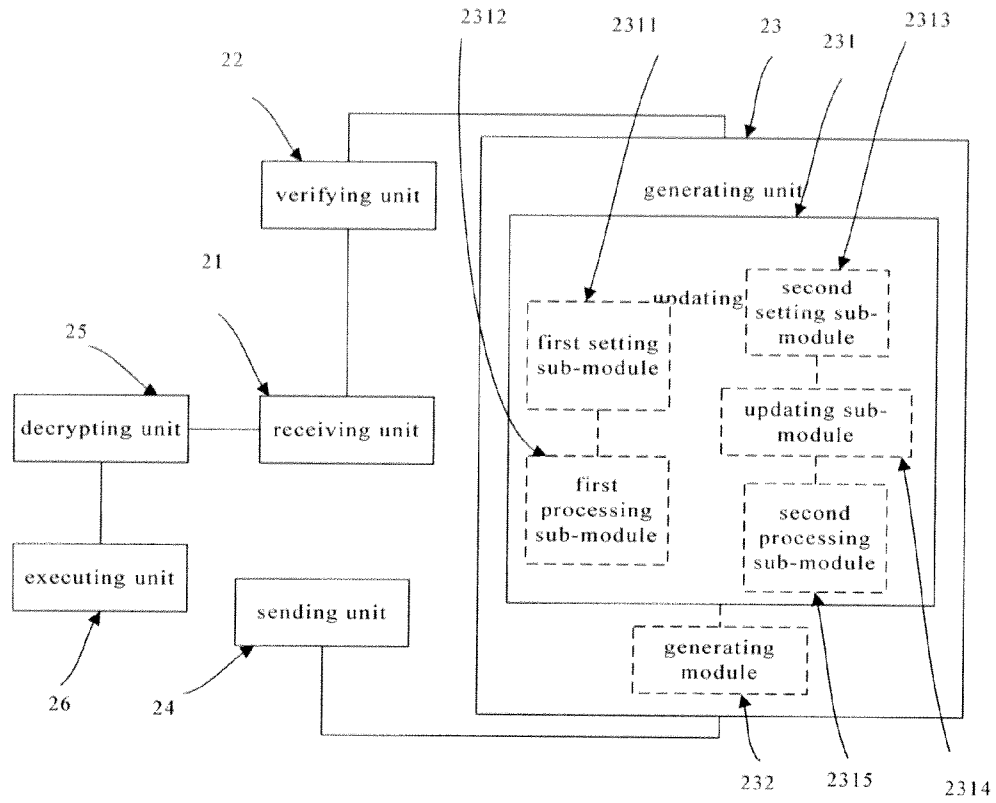 2312
2311
23
2313
231
22
verifying unit
generating unit
21
second
setting sub-
module
updating
first setting
sub-module
25
decrypting unit
receiving unit
updating sub-
module
first
processing
sub-module
second
processing
sub-module
executing unit
sending unit
generating
module
26
24
232
2315
2314